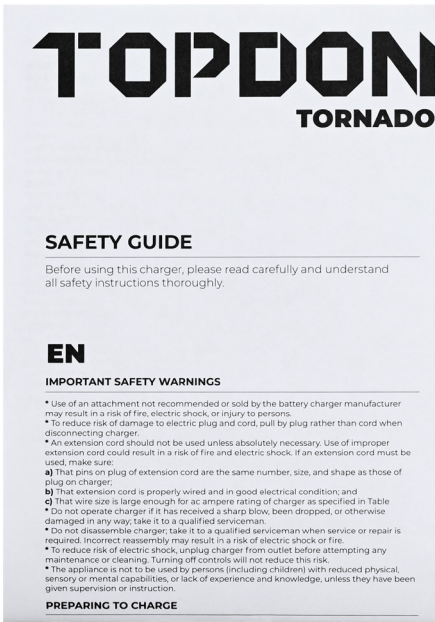 TOPDON
TORNADO
SAFETY GUIDE
Before using this charger, please read carefully and understand
all safety instructions thoroughly.
EN
IMPORTANT SAFETY WARNINGS
* Use of an attachment not recommended or sold by the battery charger manufacturer
may result in a risk of fire, electric shock, or injury to persons.
* To reduce risk of damage to electric plug and cord, pull by plug rather than cord when
disconnecting charger.
* An extension cord should not be used unless absolutely necessary. Use of improper
extension cord could result in a risk of fire and electric shock. If an extension cord must be
used, make sure:
a) That pins on plug of extension cord are the same number, size, and shape as those of
plug on charger;
b) That extension cord is properly wired and in good electrical condition; and
c) That wire size is large enough for ac ampere rating of charger as specified in Table
* Do not operate charger if it has received a sharp blow, been dropped, or otherwise
damaged in any way; take it to a qualified serviceman.
* Do not disassemble charger; take it to a qualified serviceman when service or repair is
required. Incorrect reassembly may result in a risk of electric shock or fire.
* To reduce risk of electric shock, unplug charger from outlet before attempting any
maintenance or cleaning. Turning off controls will not reduce this risk.
* The appliance is not to be used by persons (including children) with reduced physical,
sensory or mental capabilities, or lack of experience and knowledge, unless they have been
given supervision or instruction.
PREPARING TO CHARGE